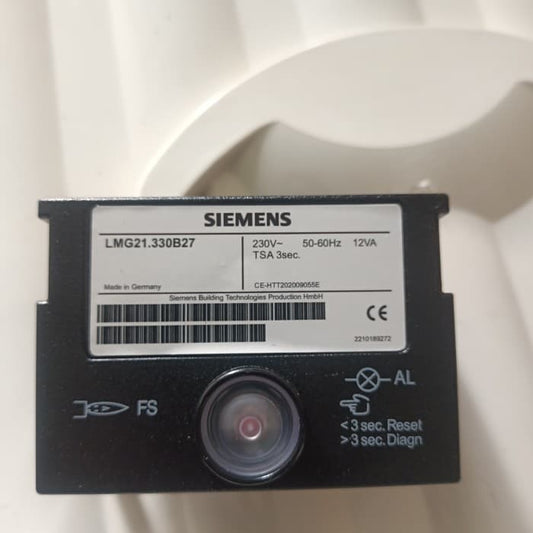 SIEMENS
LMG21.330B27
230V~ 50-60Hz 12VA
TSA 3sec.
Made in Germany
CE-HTT202009055E
Siemens Building Technologies Production HmbH
CE
2210189272
FS
AL
< 3 sec. Reset
> 3 sec. Diagn